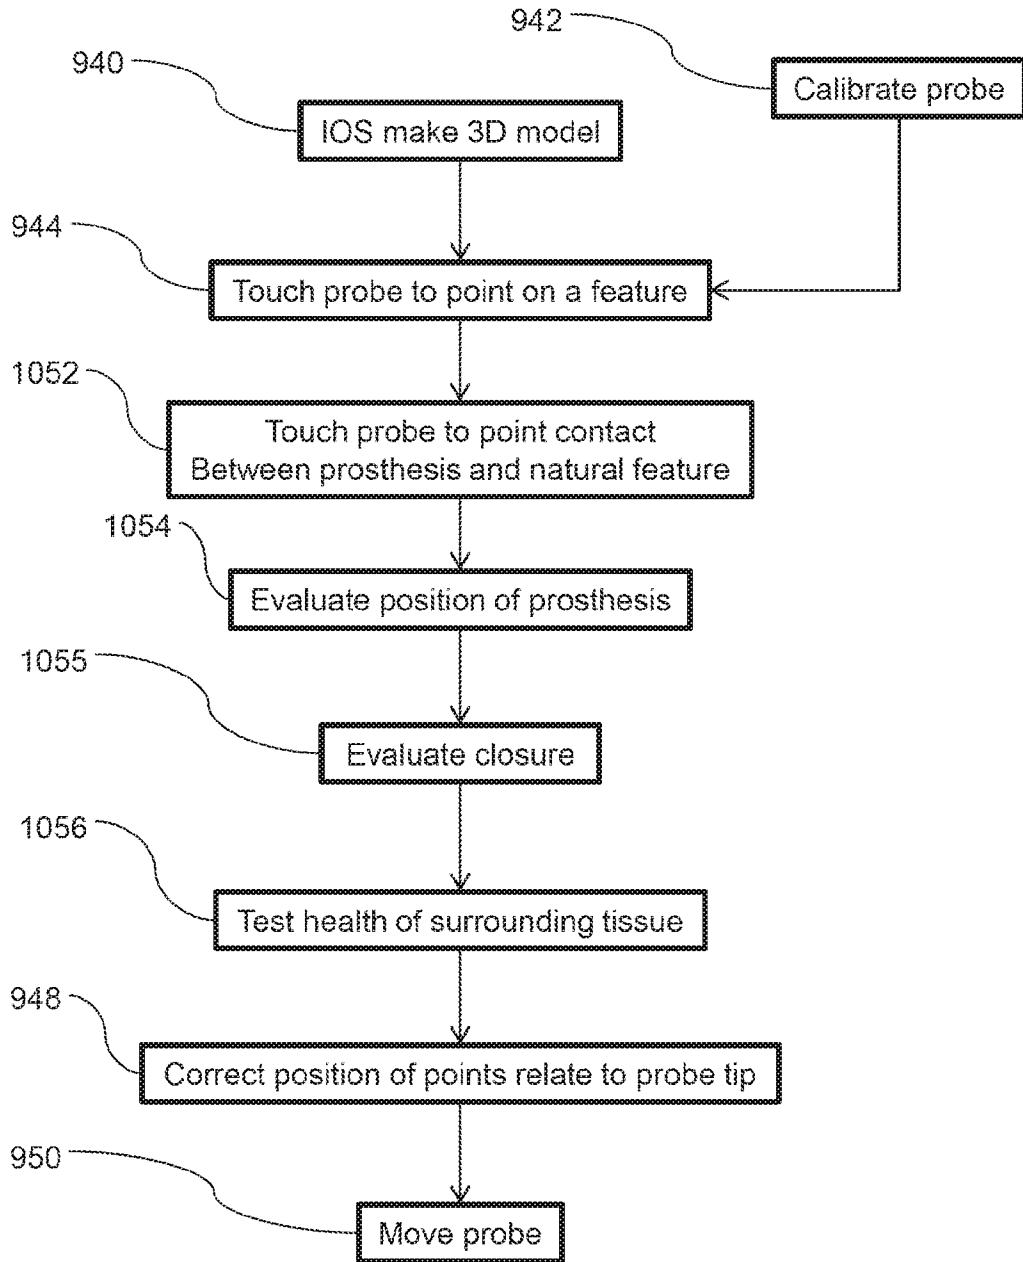 942
940
Calibrate probe
IOS make 3D model
944
Touch probe to point on a feature
1052
Touch probe to point contact
Between prosthesis and natural feature
1054
Evaluate position of prosthesis
1055
Evaluate closure
1056
Test health of surrounding tissue
948
Correct position of points relate to probe tip
950
Move probe